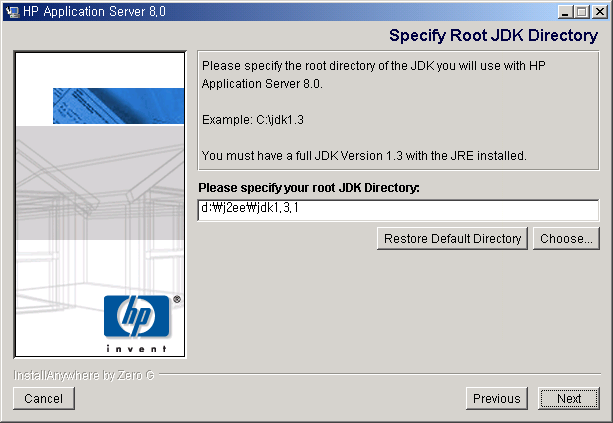 HP Application Server 8,0
Specify Root JDK Directory
Please specify the root directory of the JDK you will use with HP
Application Server 8.0.
Example: C:\jdk1.3
You must have a full JDK Version 1.3 with the JRE installed.
Please specify your root JDK Directory:
d:₩j2ee₩jdk1,3,1
Restore Default Directory
Choose...
hp
®
invent
InstallAnywhere by Zero G
Cancel
Previous
Next